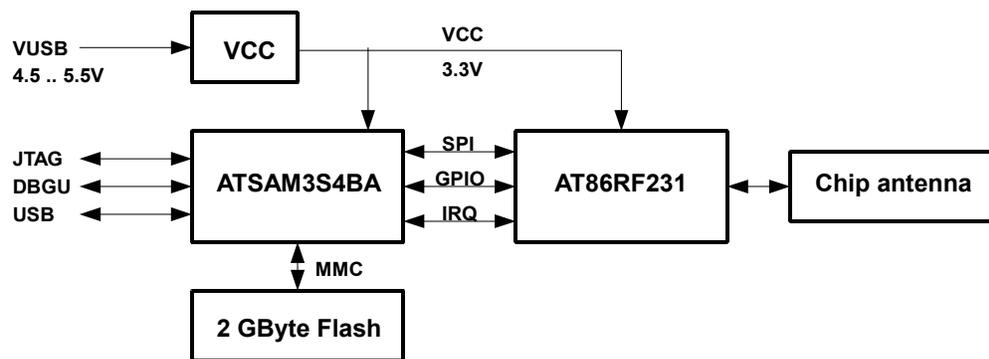 VUSB
4.5 .. 5.5V
VCC
VCC
3.3V
JTAG
DBGU
USB
ATSAM3S4BA
SPI
GPIO
IRQ
AT86RF231
Chip antenna
MMC
2 GByte Flash